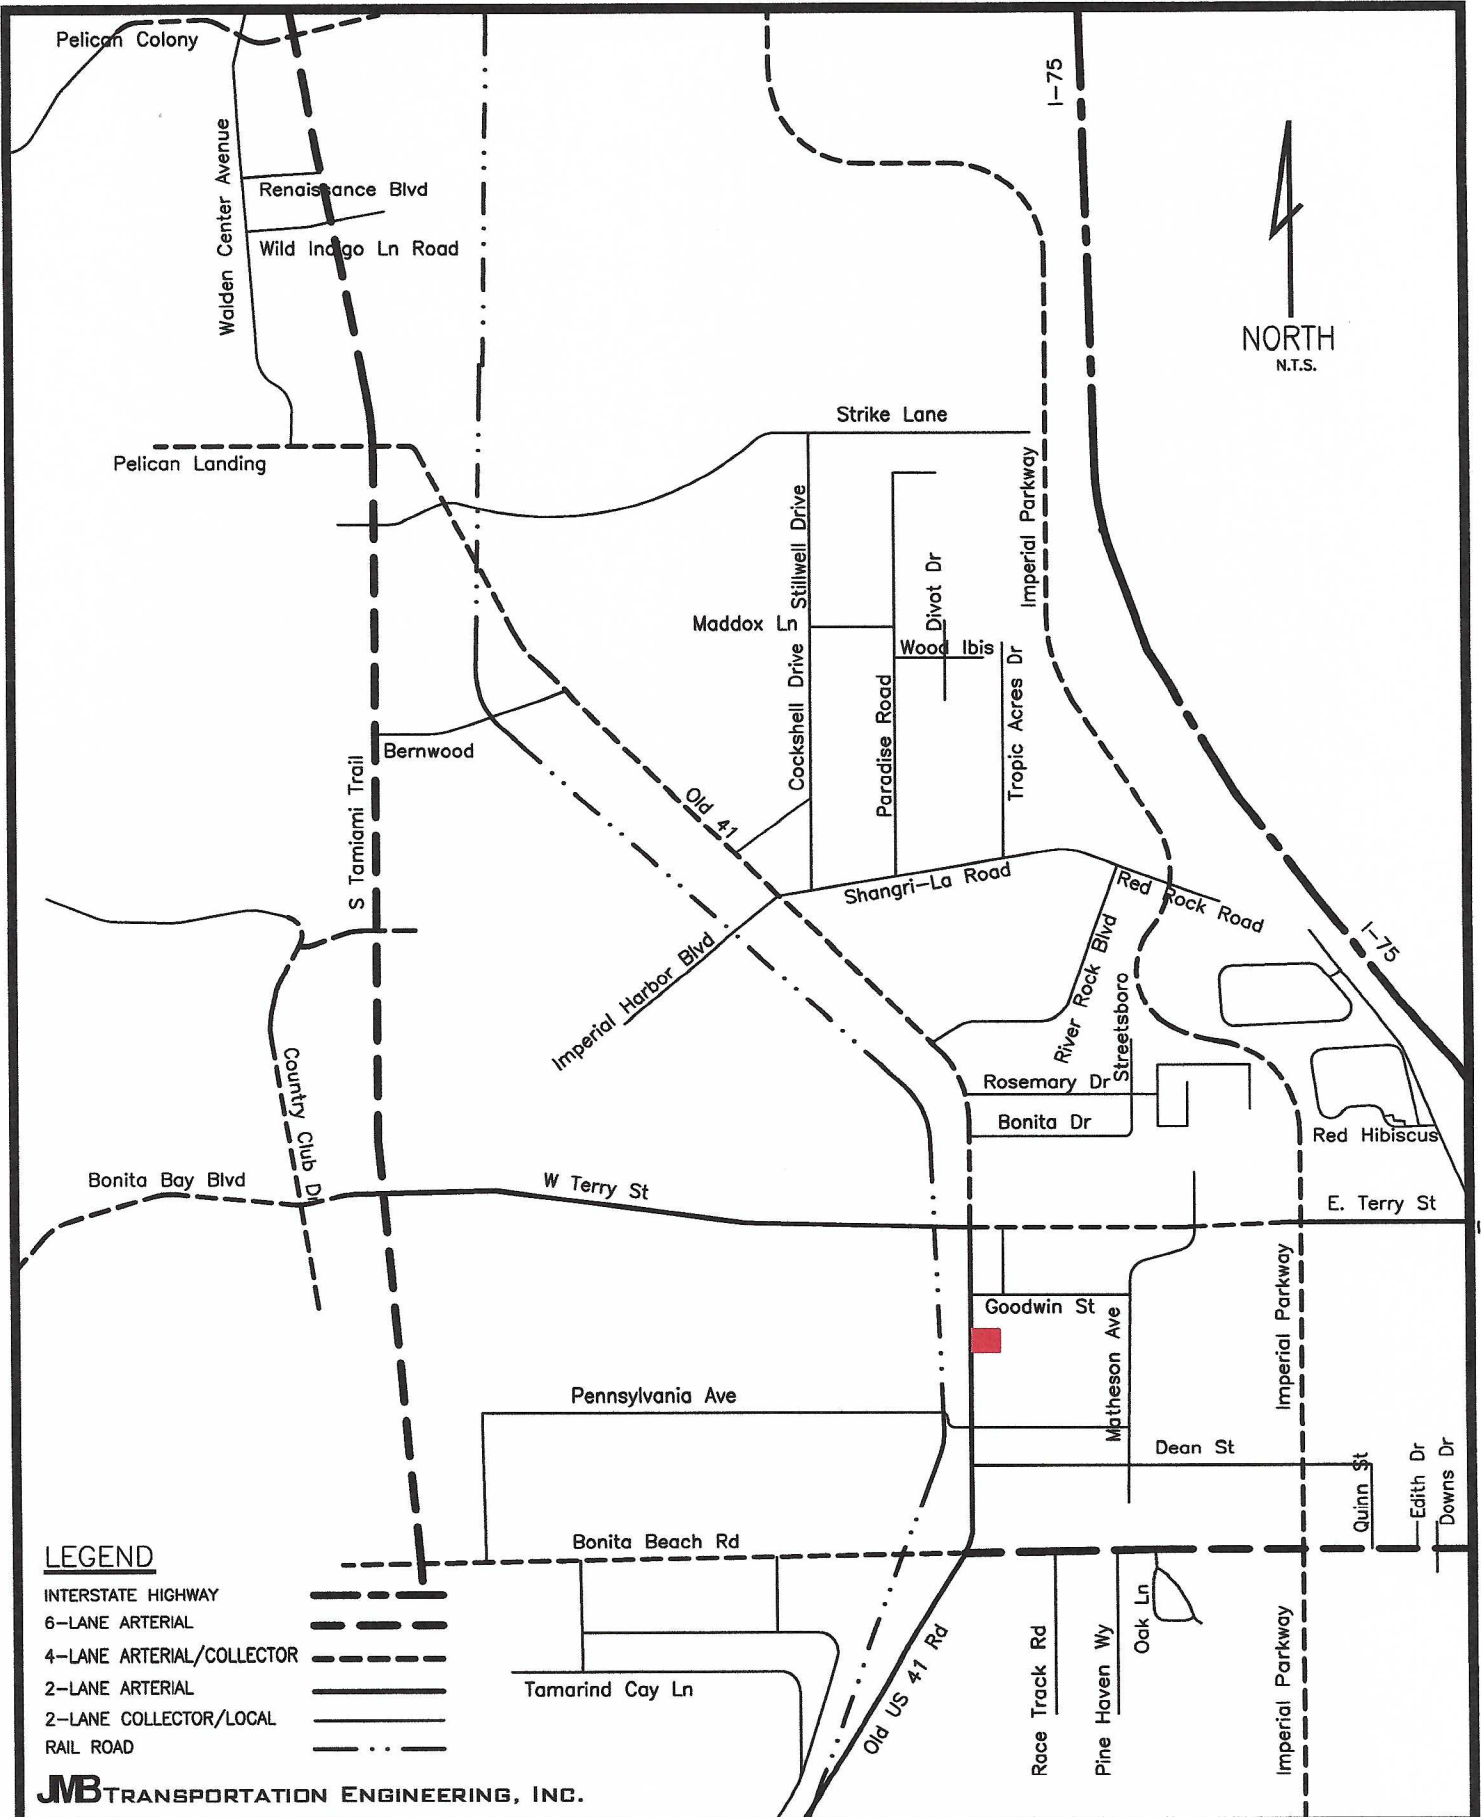 Pelican Colony
I-75
Walden Center Avenue
Renaissance Blvd
Wild Indigo Ln Road
NORTH
N.T.S.
Strike Lane
Pelican Landing
Imperial Parkway
Stillwell Drive
Divot Dr
Maddox Ln
Wood Ibis
Tropic Acres Dr
Cockshell Drive
Paradise Road
Bernwood
S Tamiami Trail
Old 41
Shangri-La Road
Red Rock Road
I-75
Imperial Harbor Blvd
River Rock Blvd
Streetsboro
Country Club Dr
Rosemary Dr
Bonita Dr
Red Hibiscus
Bonita Bay Blvd
W Terry St
E. Terry St
Goodwin St
Matheson Ave
Imperial Parkway
Pennsylvania Ave
Dean St
Quinn St
Edith Dr
Downs Dr
Bonita Beach Rd
LEGEND
INTERSTATE HIGHWAY
6-LANE ARTERIAL
4-LANE ARTERIAL/COLLECTOR
2-LANE ARTERIAL
2-LANE COLLECTOR/LOCAL
RAIL ROAD
Tamarind Cay Ln
Old US 41 Rd
Race Track Rd
Pine Haven Wy
Oak Ln
Imperial Parkway
JMB TRANSPORTATION ENGINEERING, INC.